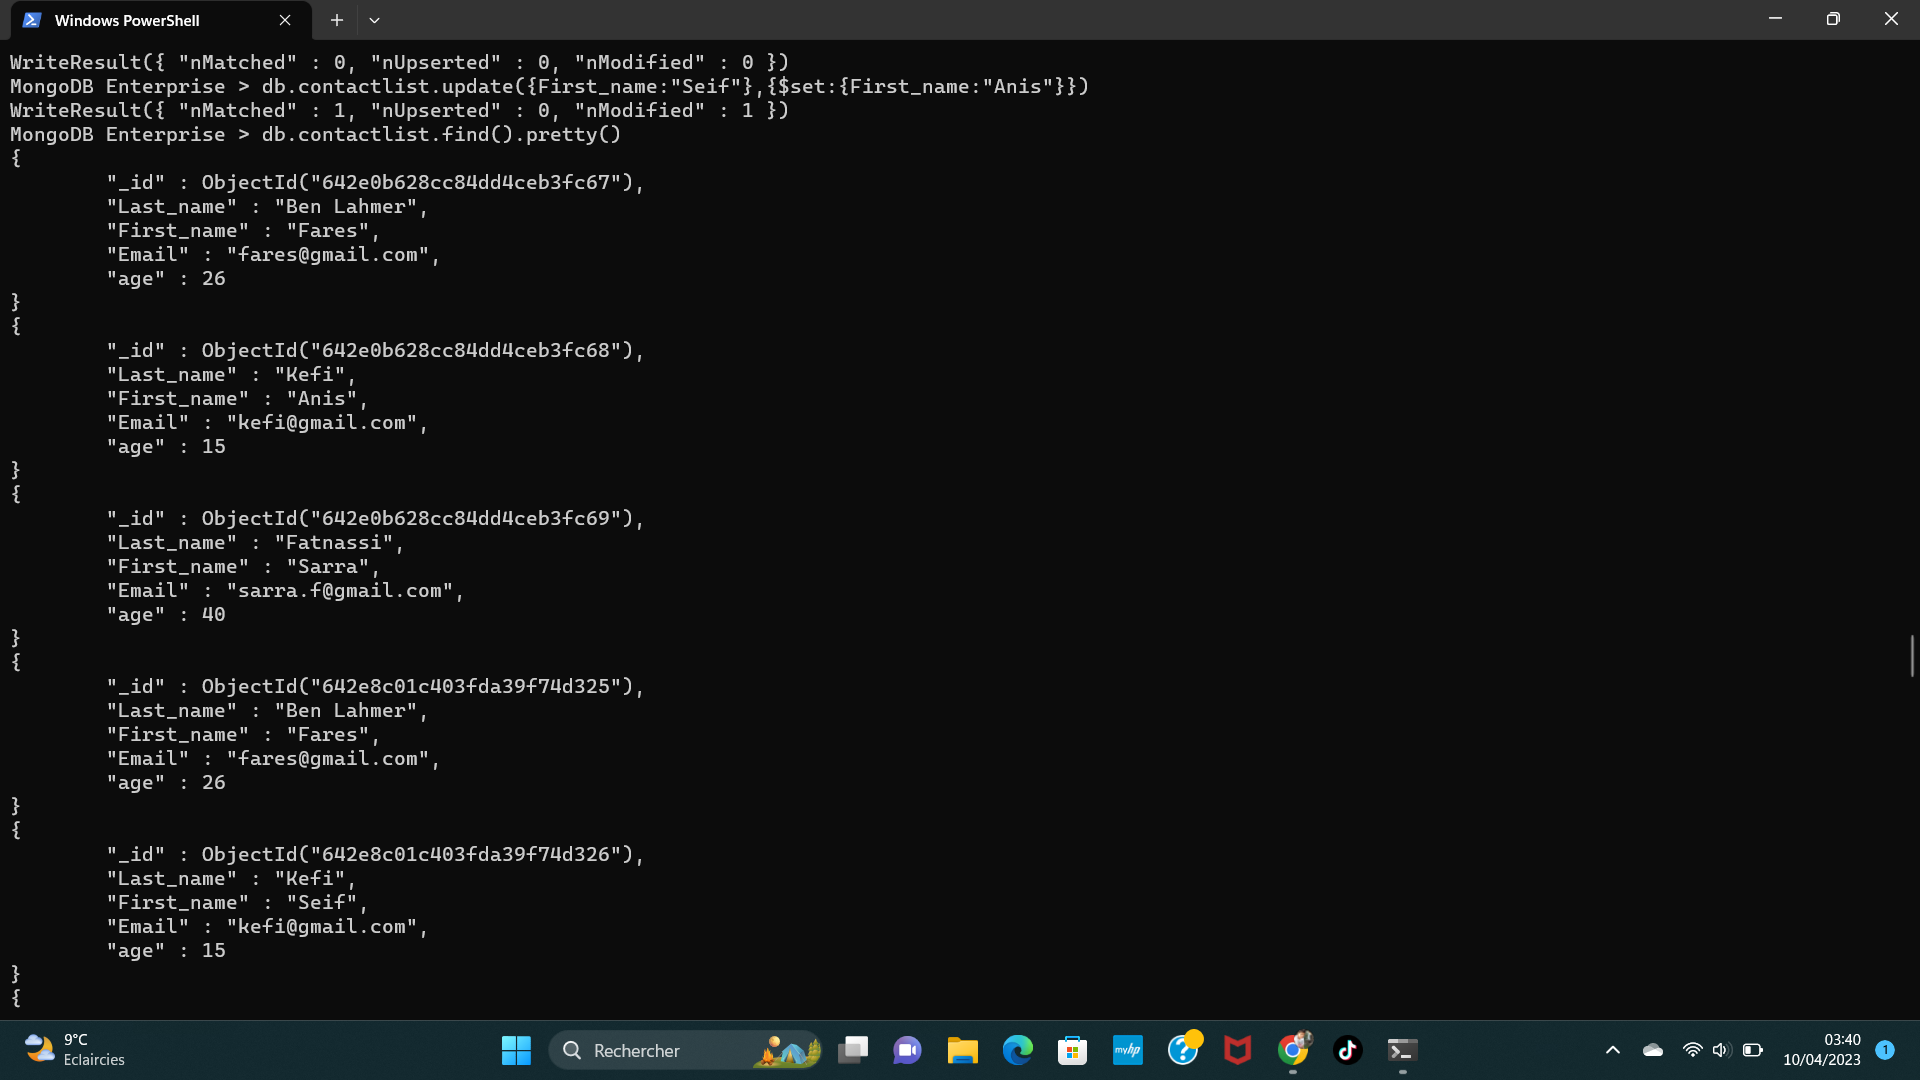 Windows PowerShell
WriteResult({ "nMatched" : 0, "nUpserted" : 0, "nModified" : 0 })
MongoDB Enterprise > db.contactlist.update({First_name:"Seif"},{$set:{First_name:"Anis"}})
WriteResult({ "nMatched" : 1, "nUpserted" : 0, "nModified" : 1 })
MongoDB Enterprise > db.contactlist.find().pretty()
{
"_id" : ObjectId("642e0b628cc84dd4ceb3fc67"),
"Last_name" : "Ben Lahmer",
"First_name" : "Fares",
"Email" : "fares@gmail.com",
"age" : 26
}
{
"_id" : ObjectId("642e0b628cc84dd4ceb3fc68"),
"Last_name" : "Kefi",
"First_name" : "Anis",
"Email" : "kefi@gmail.com",
"age" : 15
}
{
"_id" : ObjectId("642e0b628cc84dd4ceb3fc69"),
"Last_name" : "Fatnassi",
"First_name" : "Sarra",
"Email" : "sarra.f@gmail.com",
"age" : 40
}
{
"_id" : ObjectId("642e8c01c403fda39f74d325"),
"Last_name" : "Ben Lahmer",
"First_name" : "Fares",
"Email" : "fares@gmail.com",
"age" : 26
}
{
"_id" : ObjectId("642e8c01c403fda39f74d326"),
"Last_name" : "Kefi",
"First_name" : "Seif",
"Email" : "kefi@gmail.com",
"age" : 15
}
{
9°C
Eclaircies
Rechercher
myhp
03:40
10/04/2023
1